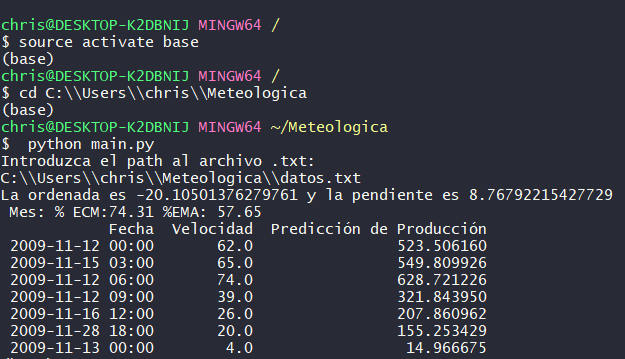 chris@DESKTOP-K2DBNIJ MINGW64 /
$ source activate base
(base)
chris@DESKTOP-K2DBNIJ MINGW64 /
$ cd C:\\Users\\chris\\Meteologica
(base)
chris@DESKTOP-K2DBNIJ MINGW64 ~/Meteologica
$  python main.py
Introduzca el path al archivo .txt:
C:\\Users\\chris\\Meteologica\\datos.txt
La ordenada es -20.10501376279761 y la pendiente es 8.76792215427729
 Mes: % ECM:74.31 %EMA: 57.65
Fecha  Velocidad  Predicción de Producción
2009-11-12 00:00       62.0                523.506160
2009-11-15 03:00       65.0                549.809926
2009-11-12 06:00       74.0                628.721226
2009-11-12 09:00       39.0                321.843950
2009-11-16 12:00       26.0                207.860962
2009-11-28 18:00       20.0                155.253429
2009-11-13 00:00        4.0                 14.966675